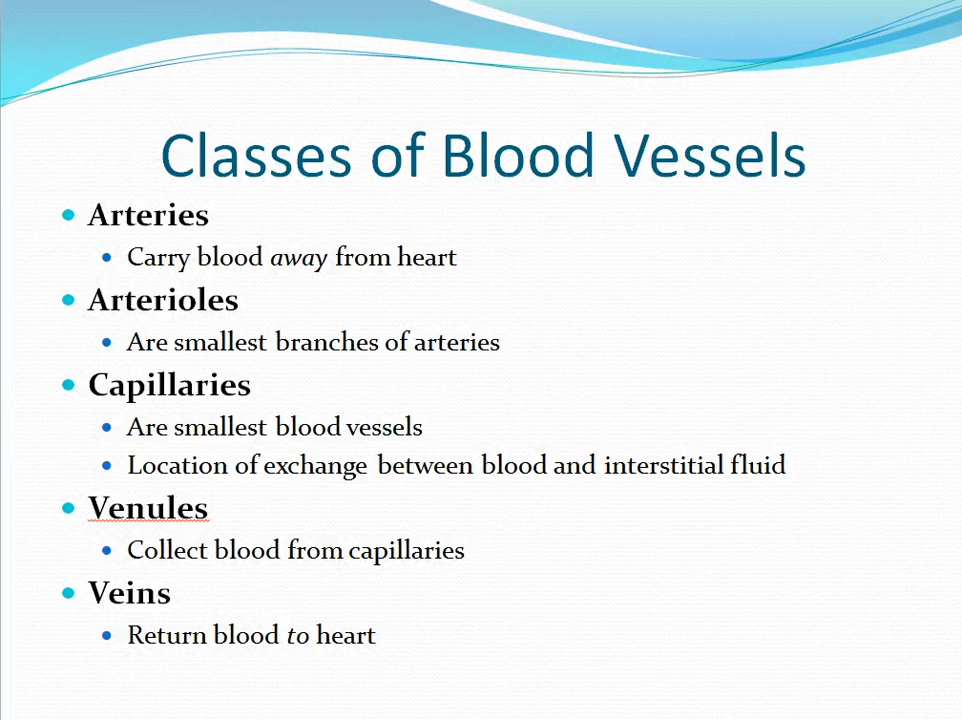 Classes of Blood Vessels
Arteries
Carry blood away from heart
Arterioles
Are smallest branches of arteries
Capillaries
Are smallest blood vessels
Location of exchange between blood and interstitial fluid
Venules
Collect blood from capillaries
Veins
Return blood to heart